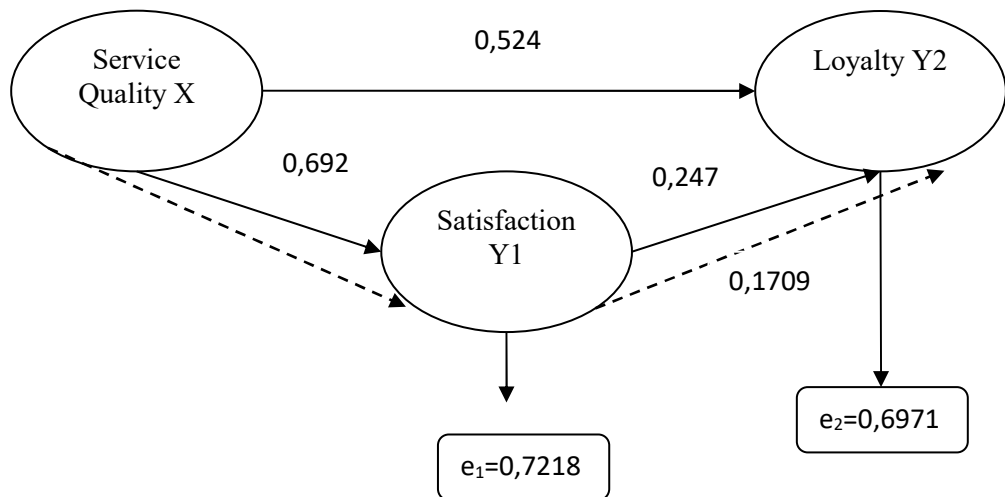 0,524
Service
Quality X
Loyalty Y2
0,692
0,247
Satisfaction
Y1
0,1709
e₂=0,6971
e₁=0,7218